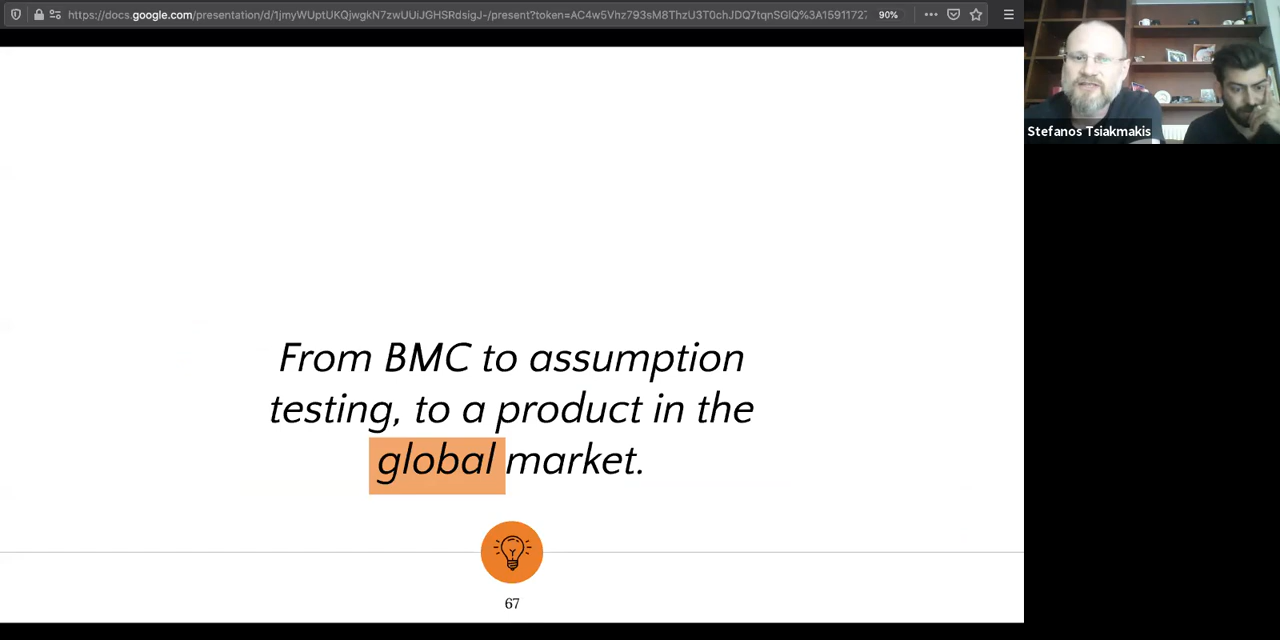 https://docs.google.com/presentation/d/1jmyWUptUKQjwgkN7zwUUiJGHSRdsigJ-/present?token=AC4w5Vhz793sM8ThzU3T0chJDQ7tqnSGlQ%3A15911727
90%
Stefanos Tsiakmakis
From BMC to assumption
testing, to a product in the
global market.
67